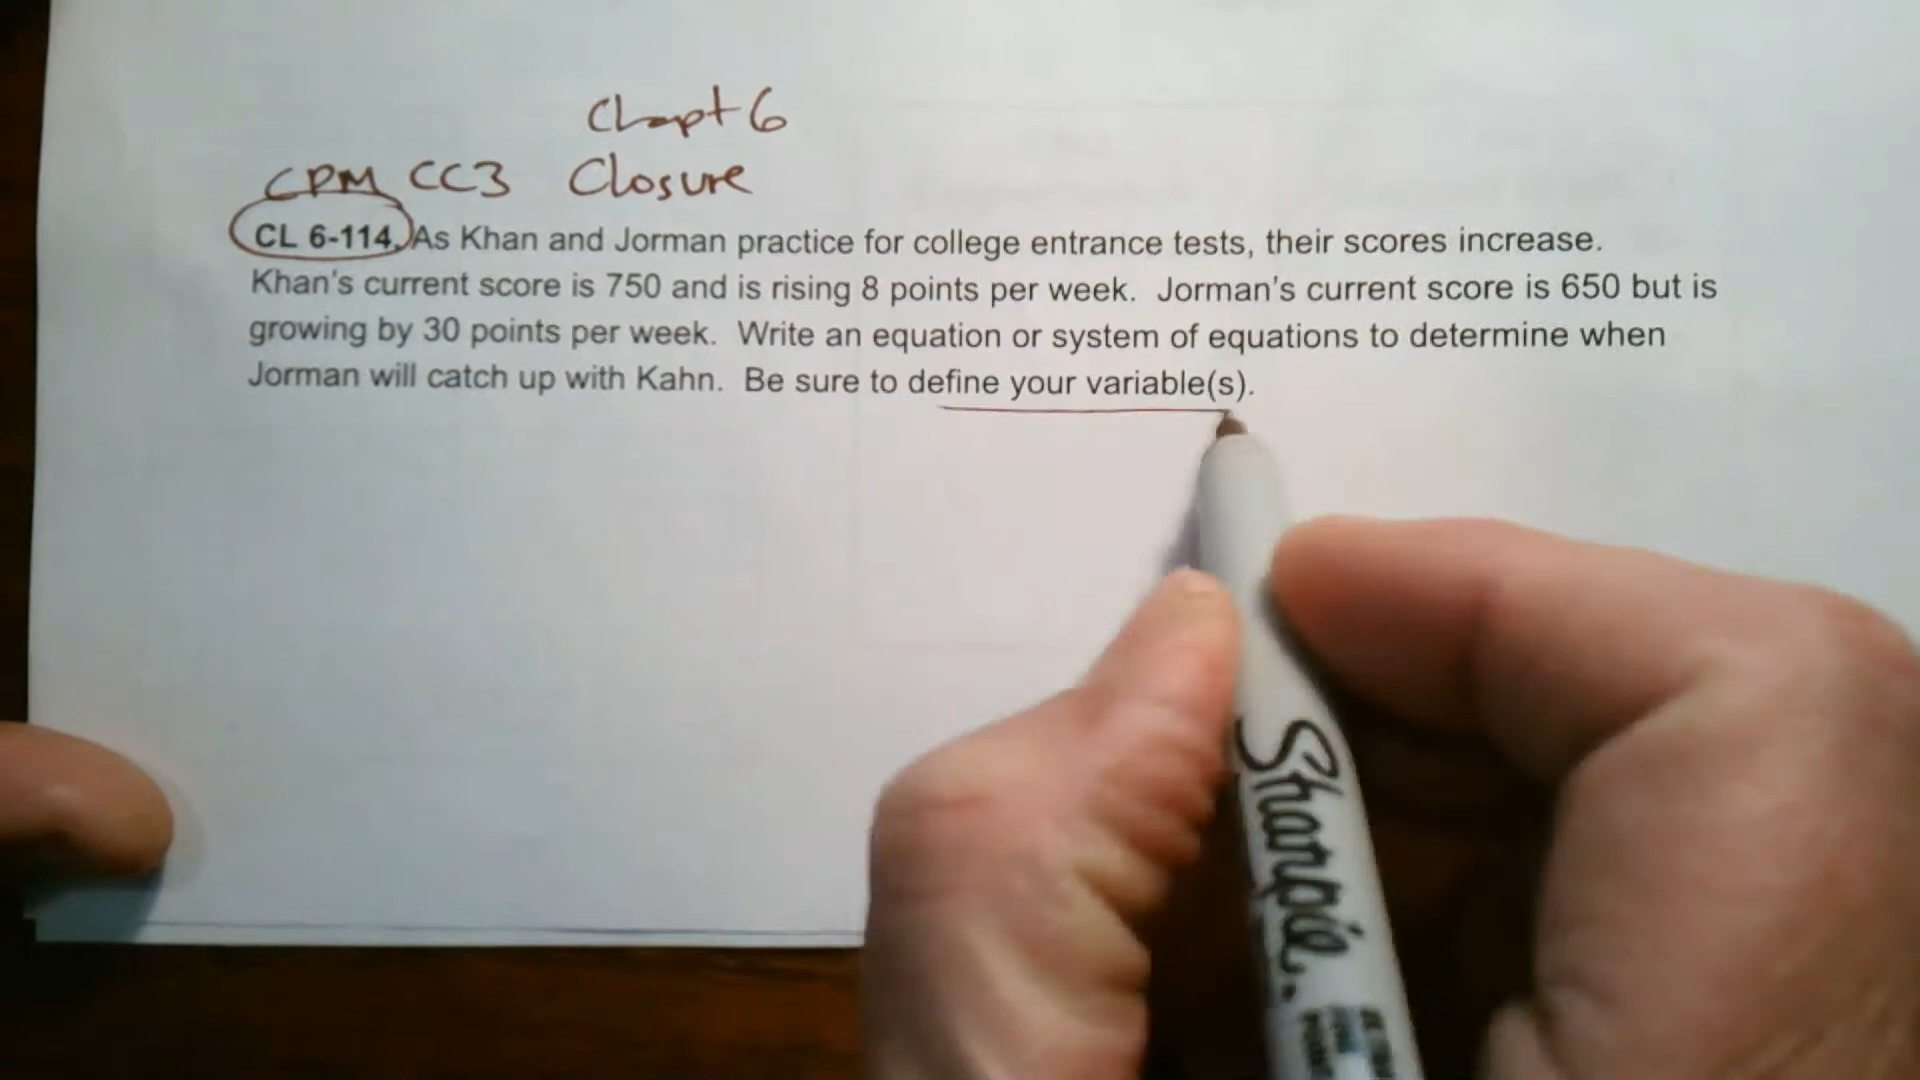 Chapt 6
CPM CC3 Closure
CL 6-114. As Khan and Jorman practice for college entrance tests, their scores increase.
Khan's current score is 750 and is rising 8 points per week. Jorman's current score is 650 but is
growing by 30 points per week. Write an equation or system of equations to determine when
Jorman will catch up with Kahn. Be sure to define your variable(s).
Sharpie